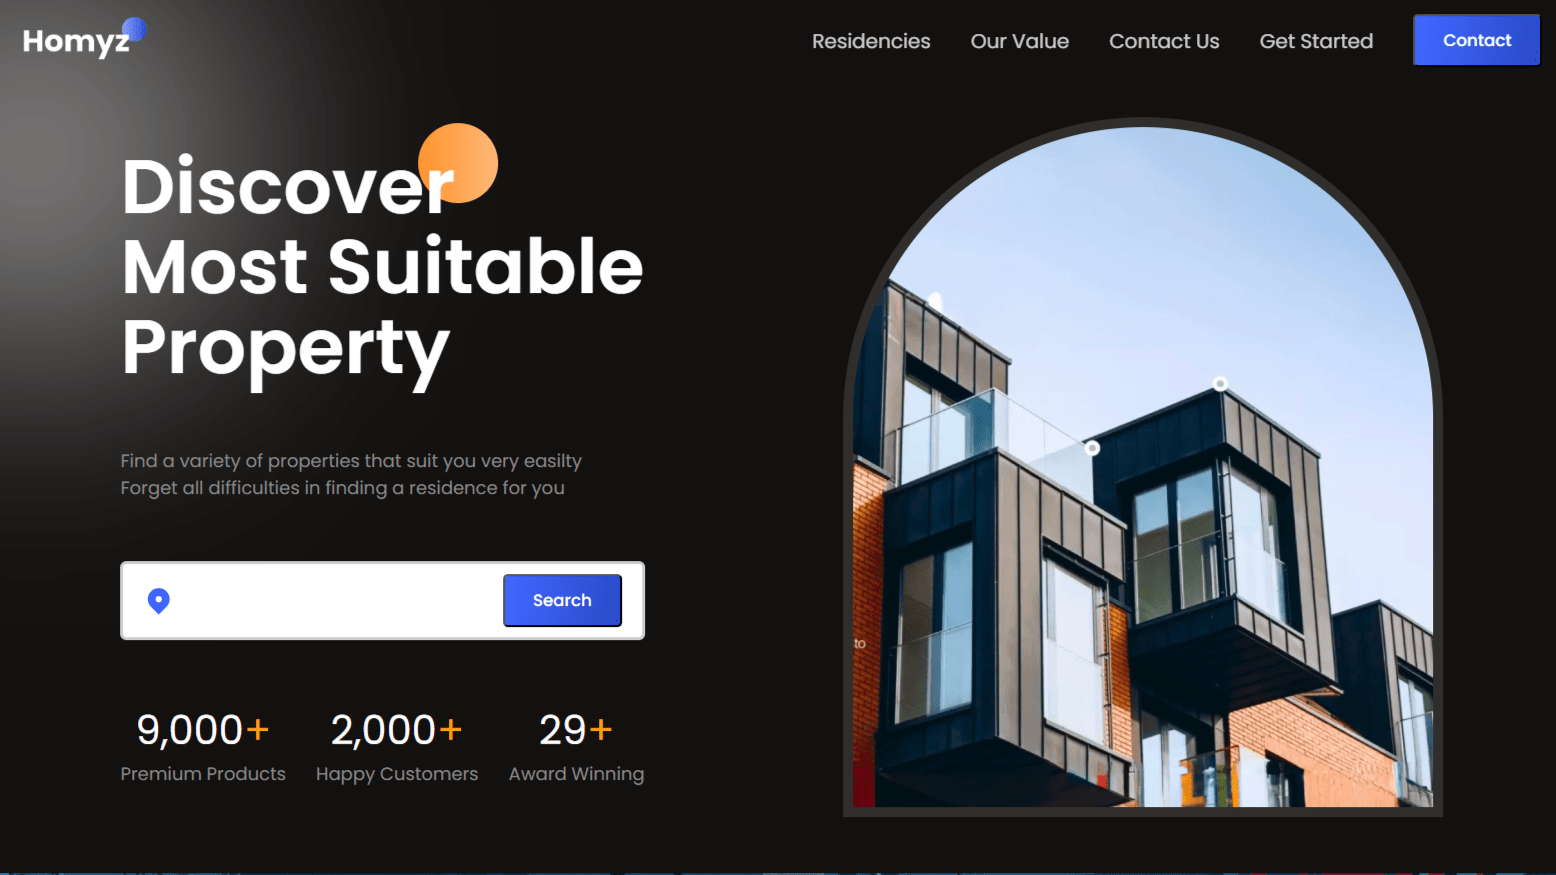 Homyz
Residencies
Our Value
Contact Us
Get Started
Contact
Discover
Most Suitable
Property
Find a variety of properties that suit you very easilty
Forget all difficulties in finding a residence for you
Search
9,000+
2,000+
29+
Premium Products
Happy Customers
Award Winning
to